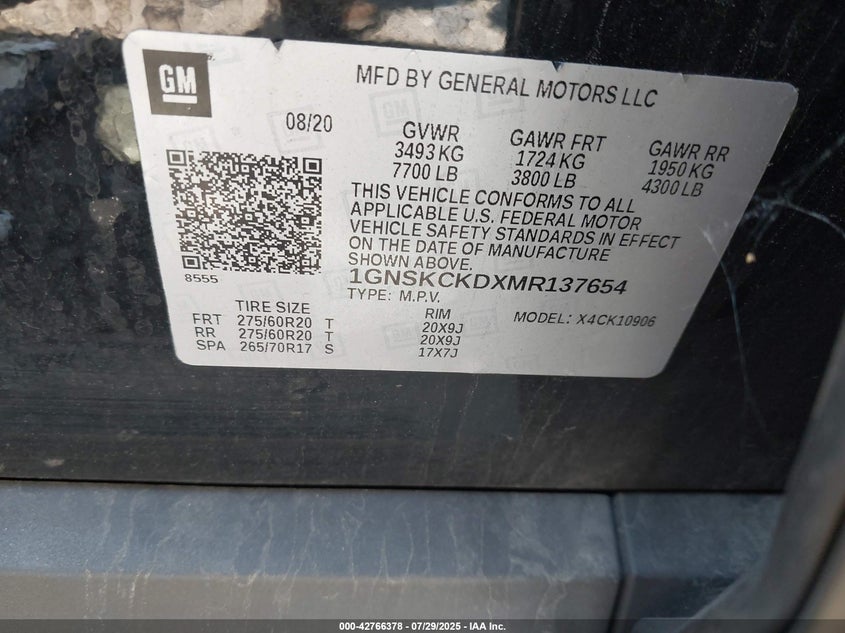 GM
MFD BY GENERAL MOTORS LLC
08/20
GVWR
3493 KG
7700 LB
GAWR FRT
1724 KG
3800 LB
GAWR RR
1950 KG
4300 LB
THIS VEHICLE CONFORMS TO ALL
APPLICABLE U.S. FEDERAL MOTOR
VEHICLE SAFETY STANDARDS IN EFFECT
ON THE DATE OF MANUFACTURE
SHOWN ABOVE.
8555
1GNSKCKDXMR137654
TYPE: M.P.V.
MODEL: X4CK10906
TIRE SIZE
RIM
FRT 275/60R20 T 20X9J
RR 275/60R20 T 20X9J
SPA 265/70R17 S 17X7J
000-42766378 | 07/29/2025 - IAA Inc.